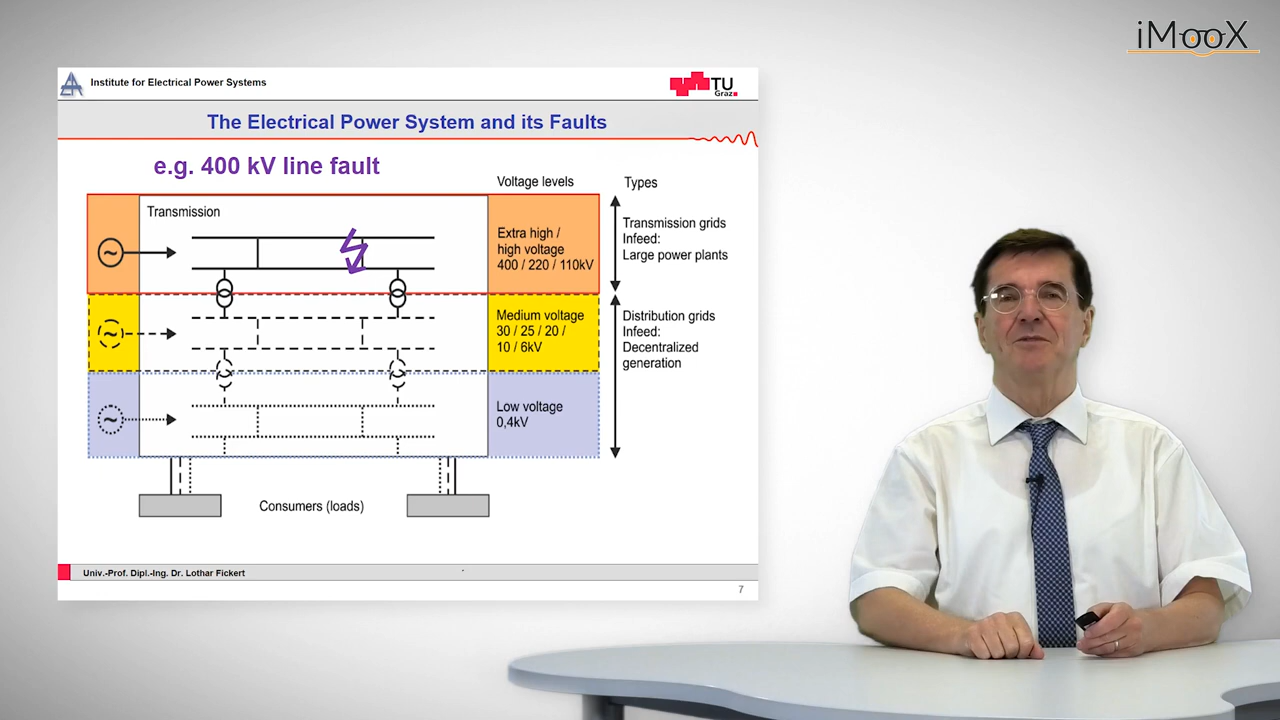 iMooX
Institute for Electrical Power Systems
TU
Graz
The Electrical Power System and its Faults
e.g. 400 kV line fault
Voltage levels
Types
Transmission
Extra high /
high voltage
400 / 220 / 110kV
Transmission grids
Infeed:
Large power plants
Medium voltage
30 / 25 / 20 /
10 / 6kV
Distribution grids
Infeed:
Decentralized
generation
Low voltage
0,4kV
Consumers (loads)
Univ.-Prof. Dipl.-Ing. Dr. Lothar Fickert
7